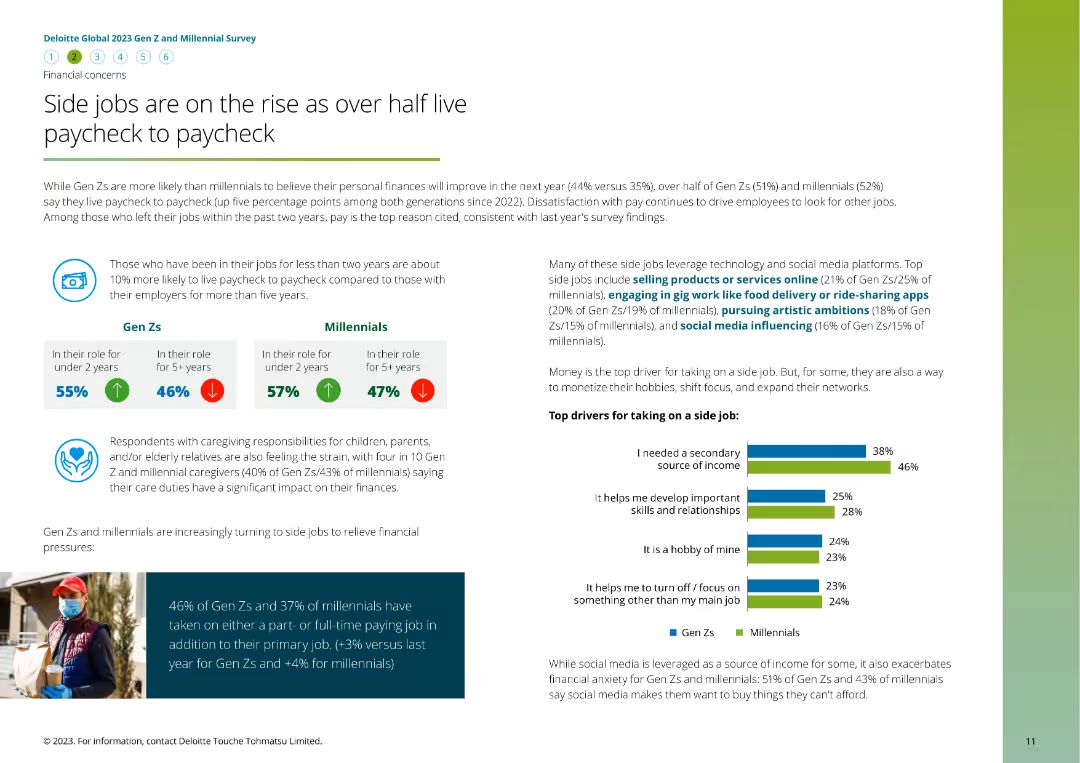 Deloitte Global 2023 Gen Z and Millennial Survey
1 2 3 4 5 6
Financial concerns
Side jobs are on the rise as over half live
paycheck to paycheck
While Gen Zs are more likely than millennials to believe their personal finances will improve in the next year (44% versus 35%), over half of Gen Zs (51%) and millennials (52%)
say they live paycheck to paycheck (up five percentage points among both generations since 2022). Dissatisfaction with pay continues to drive employees to look for other jobs.
Among those who left their jobs within the past two years, pay is the top reason cited, consistent with last year's survey findings.
Those who have been in their jobs for less than two years are about
10% more likely to live paycheck to paycheck compared to those with
their employers for more than five years.
Gen Zs
Millennials
In their role for
under 2 years
In their role
for 5+ years
In their role for
under 2 years
In their role
for 5+ years
55%
46%
57%
47%
Respondents with caregiving responsibilities for children, parents,
and/or elderly relatives are also feeling the strain, with four in 10 Gen
Z and millennial caregivers (40% of Gen Zs/43% of millennials) saying
their care duties have a significant impact on their finances.
Gen Zs and millennials are increasingly turning to side jobs to relieve financial
pressures:
46% of Gen Zs and 37% of millennials have
taken on either a part- or full-time paying job in
addition to their primary job. (+3% versus last
year for Gen Zs and +4% for millennials)
Many of these side jobs leverage technology and social media platforms. Top
side jobs include selling products or services online (21% of Gen Zs/25% of
millennials), engaging in gig work like food delivery or ride-sharing apps
(20% of Gen Zs/19% of millennials), pursuing artistic ambitions (18% of Gen
Zs/15% of millennials), and social media influencing (16% of Gen Zs/15% of
millennials).
Money is the top driver for taking on a side job. But, for some, they are also a way
to monetize their hobbies, shift focus, and expand their networks.
Top drivers for taking on a side job:
I needed a secondary
source of income
38%
46%
It helps me develop important
skills and relationships
25%
28%
It is a hobby of mine
24%
23%
It helps me to turn off / focus on
something other than my main job
23%
24%
Gen Zs
Millennials
While social media is leveraged as a source of income for some, it also exacerbates
financial anxiety for Gen Zs and millennials: 51% of Gen Zs and 43% of millennials
say social media makes them want to buy things they can't afford.
© 2023. For information, contact Deloitte Touche Tohmatsu Limited.
11